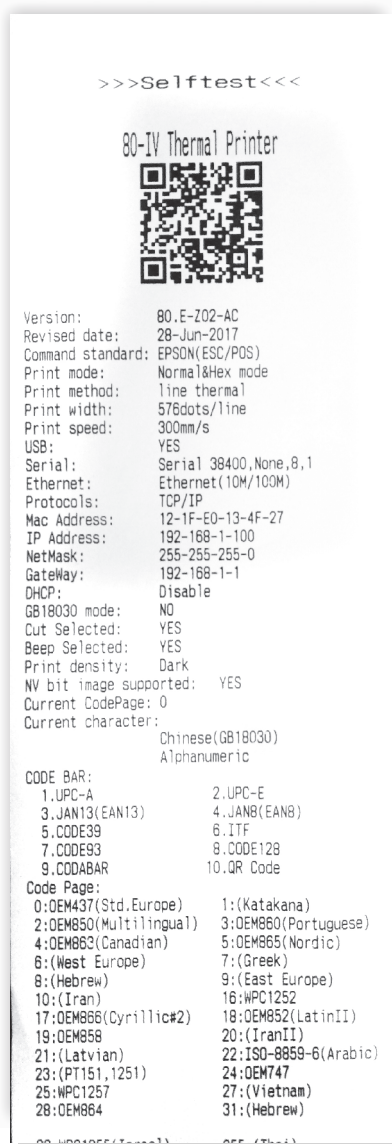 >>>Selftest<<<
80-IV Thermal Printer
Version: 80.E-Z02-AC
Revised date: 28-Jun-2017
Command standard: EPSON(ESC/POS)
Print mode: Normal&Hex mode
Print method: line thermal
Print width: 576dots/line
Print speed: 300mm/s
USB: YES
Serial: Serial 38400,None,8,1
Ethernet: Ethernet(10M/100M)
Protocols: TCP/IP
Mac Address: 12-1F-E0-13-4F-27
IP Address: 192-168-1-100
NetMask: 255-255-255-0
GateWay: 192-168-1-1
DHCP: Disable
GB18030 mode: NO
Cut Selected: YES
Beep Selected: YES
Print density: Dark
NV bit image supported: YES
Current CodePage: 0
Current character:
Chinese(GB18030)
Alphanumeric
CODE BAR:
1.UPC-A 2.UPC-E
3.JAN13(EAN13) 4.JAN8(EAN8)
5.CODE39 6.ITF
7.CODE93 8.CODE128
9.CODABAR 10.QR Code
Code Page:
0:OEM437(Std.Europe) 1:(Katakana)
2:OEM850(Multilingual) 3:OEM860(Portuguese)
4:OEM863(Canadian) 5:OEM865(Nordic)
6:(West Europe) 7:(Greek)
8:(Hebrew) 9:(East Europe)
10:(Iran) 16:WPC1252
17:OEM866(Cyrillic#2) 18:OEM852(LatinII)
19:OEM858 20:(IranII)
21:(Latvian) 22:ISO-8859-6(Arabic)
23:(PT151,1251) 24:OEM747
25:WPC1257 27:(Vietnam)
28:OEM864 31:(Hebrew)